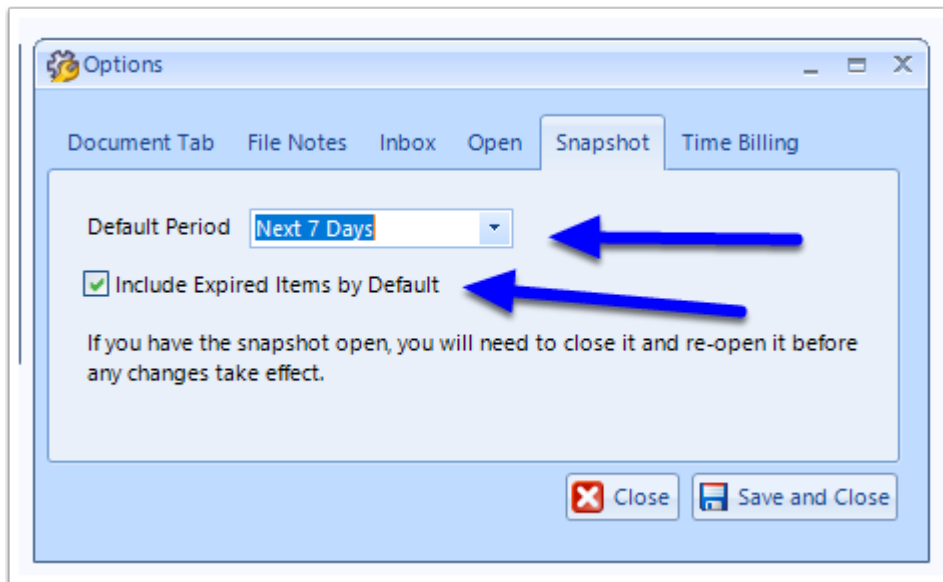 Options
Document Tab File Notes Inbox Open Snapshot Time Billing
Default Period Next 7 Days
Include Expired Items by Default
If you have the snapshot open, you will need to close it and re-open it before
any changes take effect.
Close Save and Close